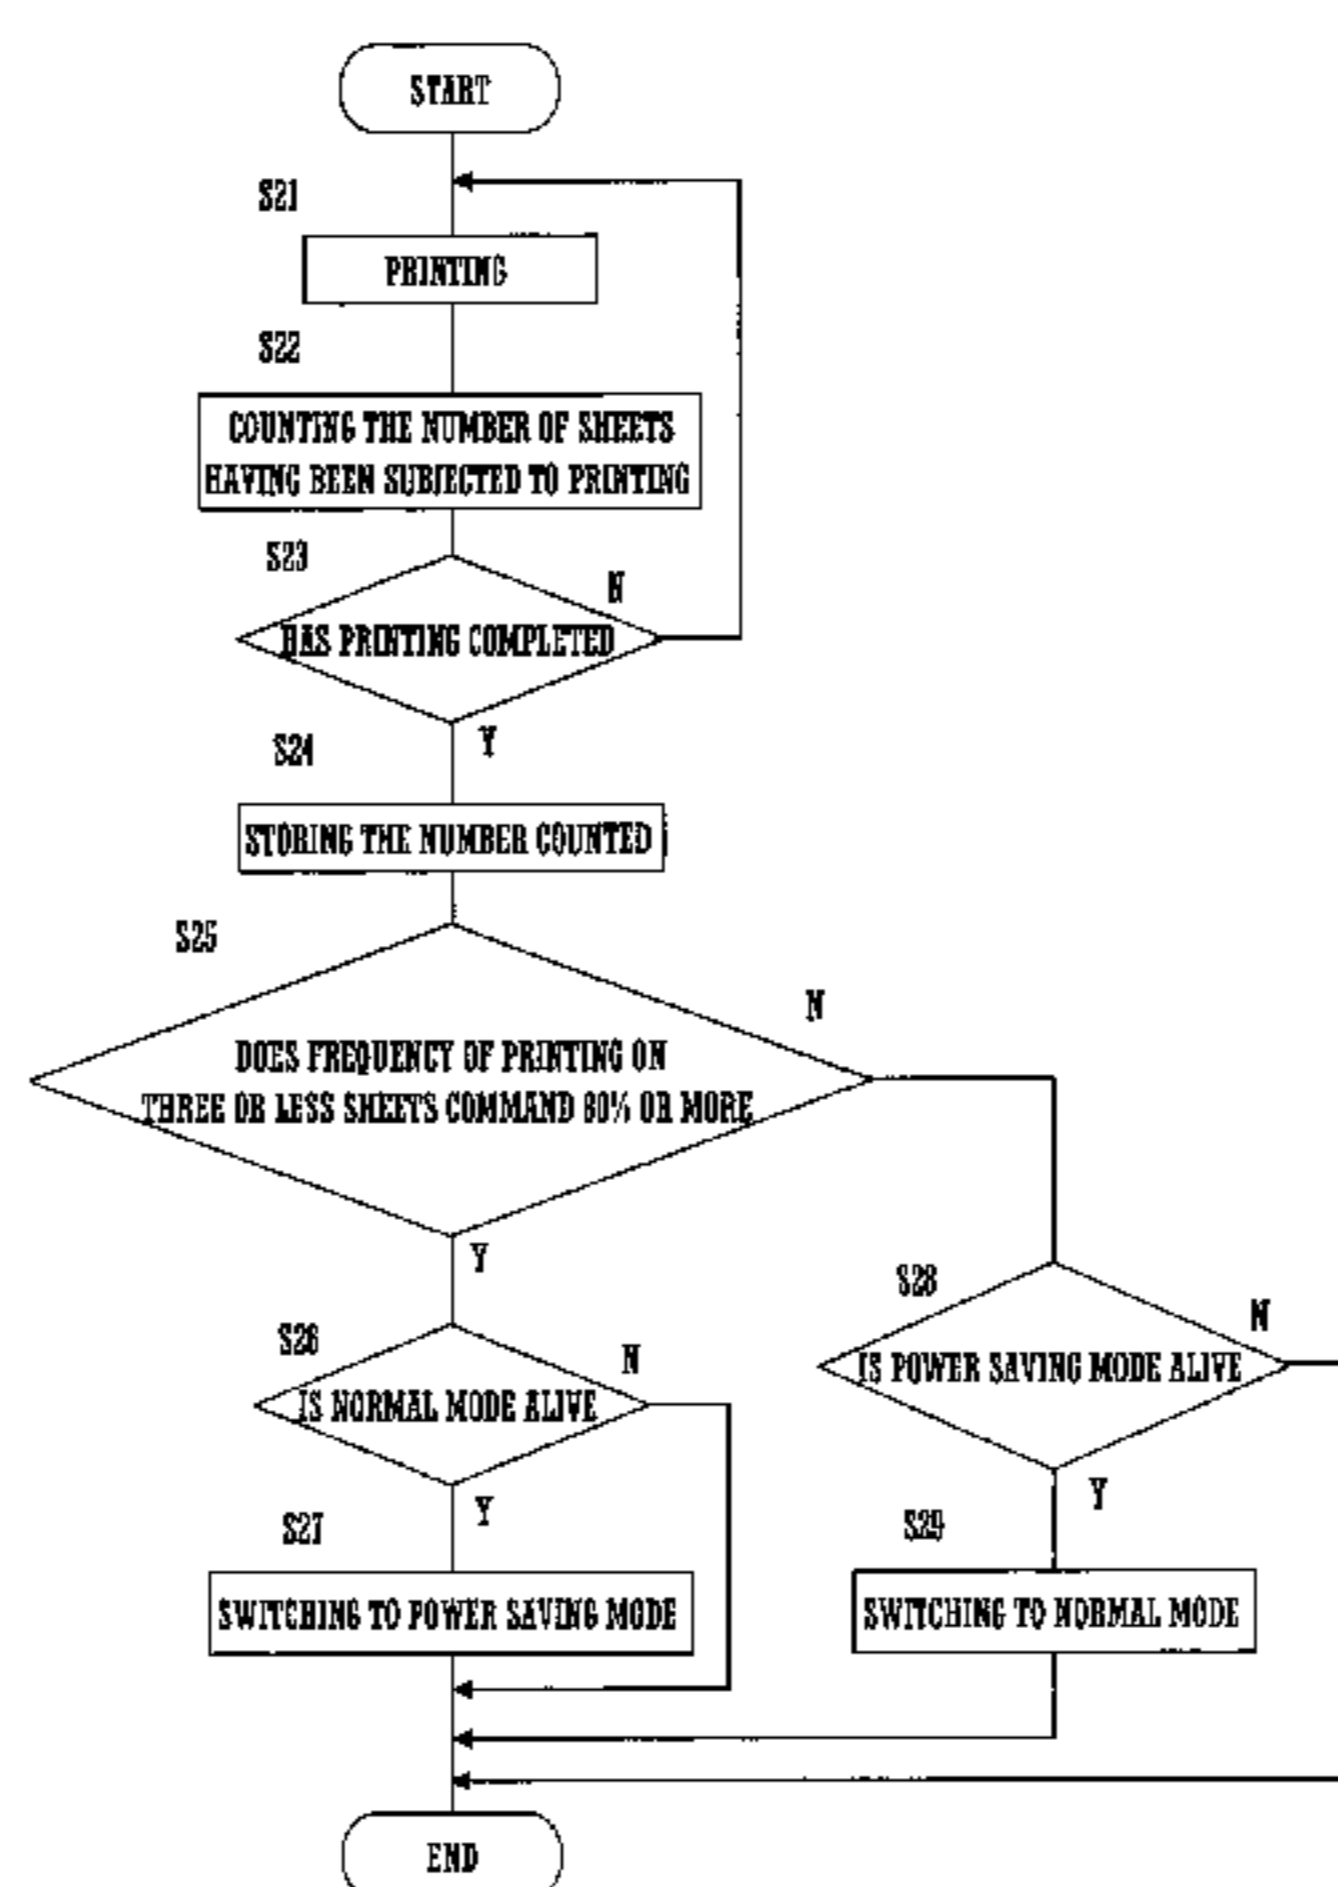 START
S21
PRINTING
S22
COUNTING THE NUMBER OF SHEETS
HAVING BEEN SUBJECTED TO PRINTING
S23
N
HAS PRINTING COMPLETED
Y
S24
STORING THE NUMBER COUNTED
S25
N
DOES FREQUENCY OF PRINTING ON
THREE OR LESS SHEETS COMMAND 80% OR MORE
Y
S26
N
IS NORMAL MODE ALIVE
Y
S27
SWITCHING TO POWER SAVING MODE
S28
N
IS POWER SAVING MODE ALIVE
Y
S29
SWITCHING TO NORMAL MODE
END